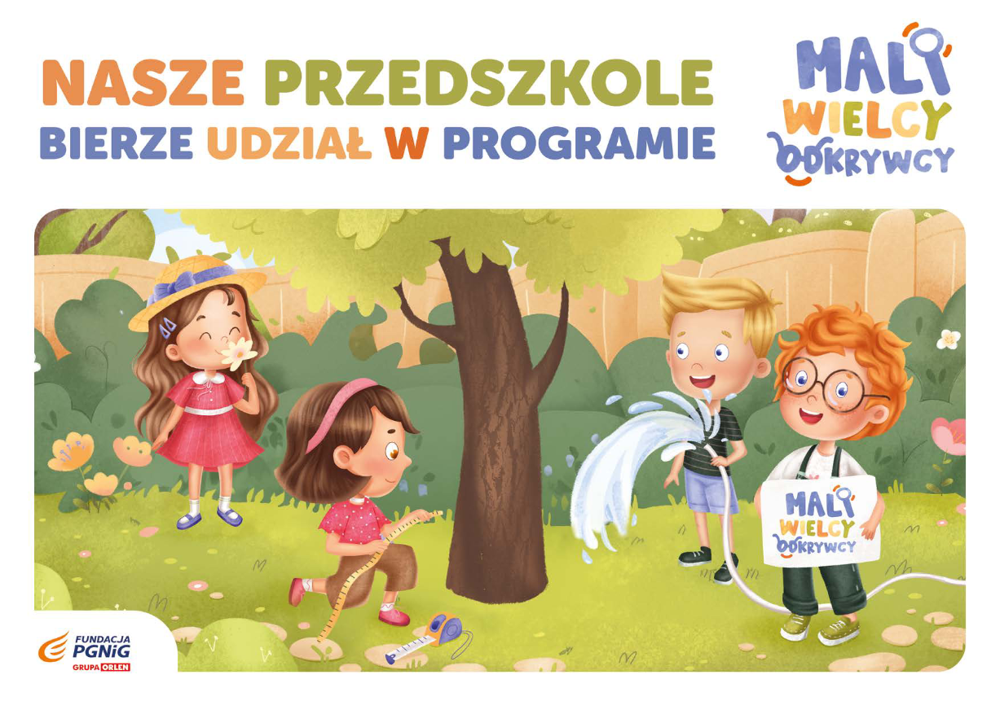 NASZE PRZEDSZKOLE
BIERZE UDZIAŁ W PROGRAMIE
MALI
WIELCY
ODKRYWCY
MALI
WIELCY
ODKRYWCY
FUNDACJA
PGNiG
GRUPA ORLEN